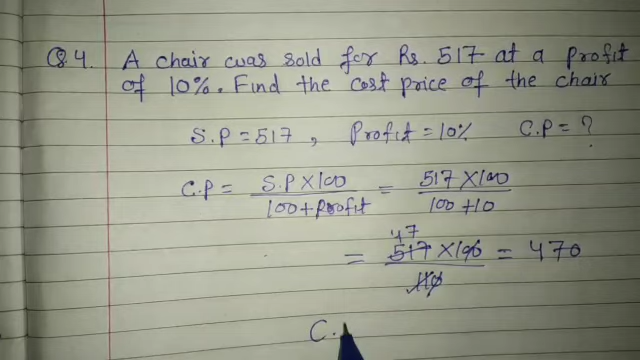 Q.4. A chair was sold for Rs. 517 at a profit
of 10%. Find the cost price of the chair
S.P = 517 , Profit = 10% C.P = ?
C.P = S.P X 100 / 100 + Profit = 517 X 100 / 100 + 10
= 517 X 100 / 110 = 470
47
C.